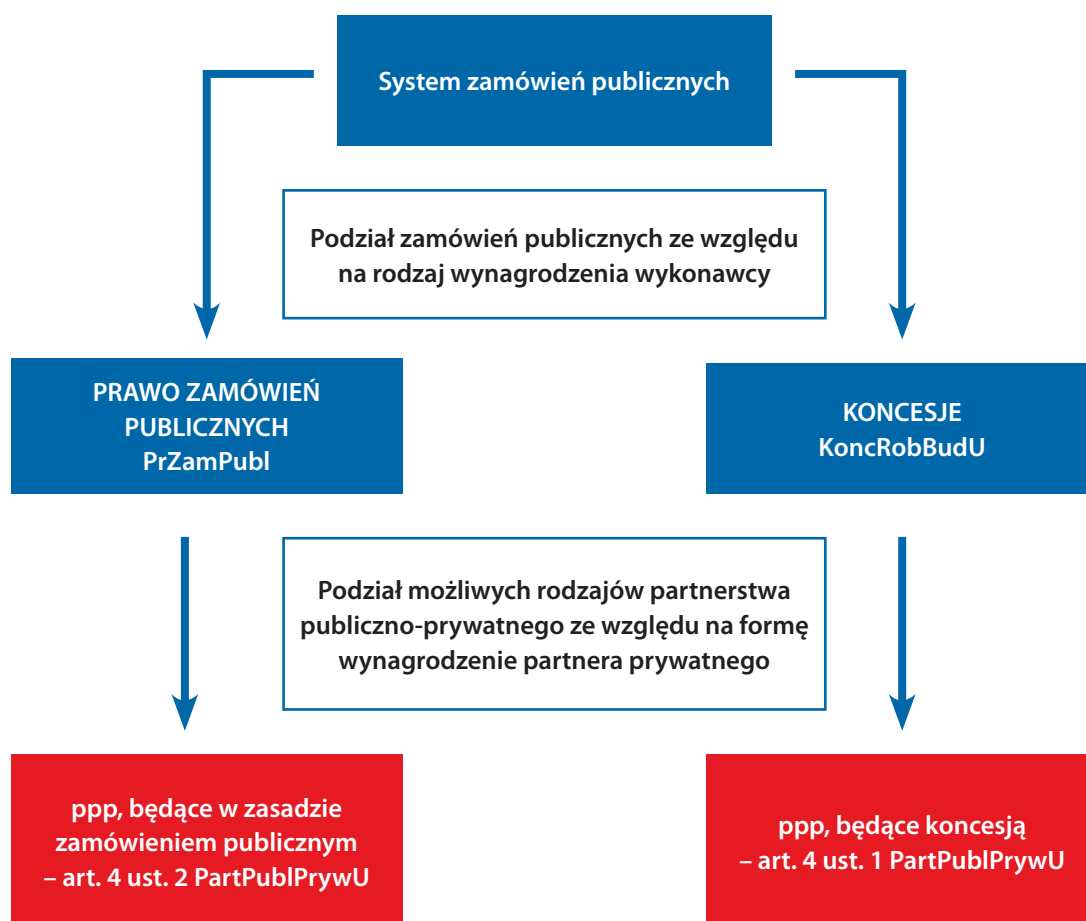 System zamówień publicznych
Podział zamówień publicznych ze względu
na rodzaj wynagrodzenia wykonawcy
PRAWO ZAMÓWIEŃ
PUBLICZNYCH
PrZamPubl
KONCESJE
KoncRobBudU
Podział możliwych rodzajów partnerstwa
publiczno-prywatnego ze względu na formę
wynagrodzenie partnera prywatnego
ppp, będące w zasadzie
zamówieniem publicznym
– art. 4 ust. 2 PartPublPrywU
ppp, będące koncesją
– art. 4 ust. 1 PartPublPrywU